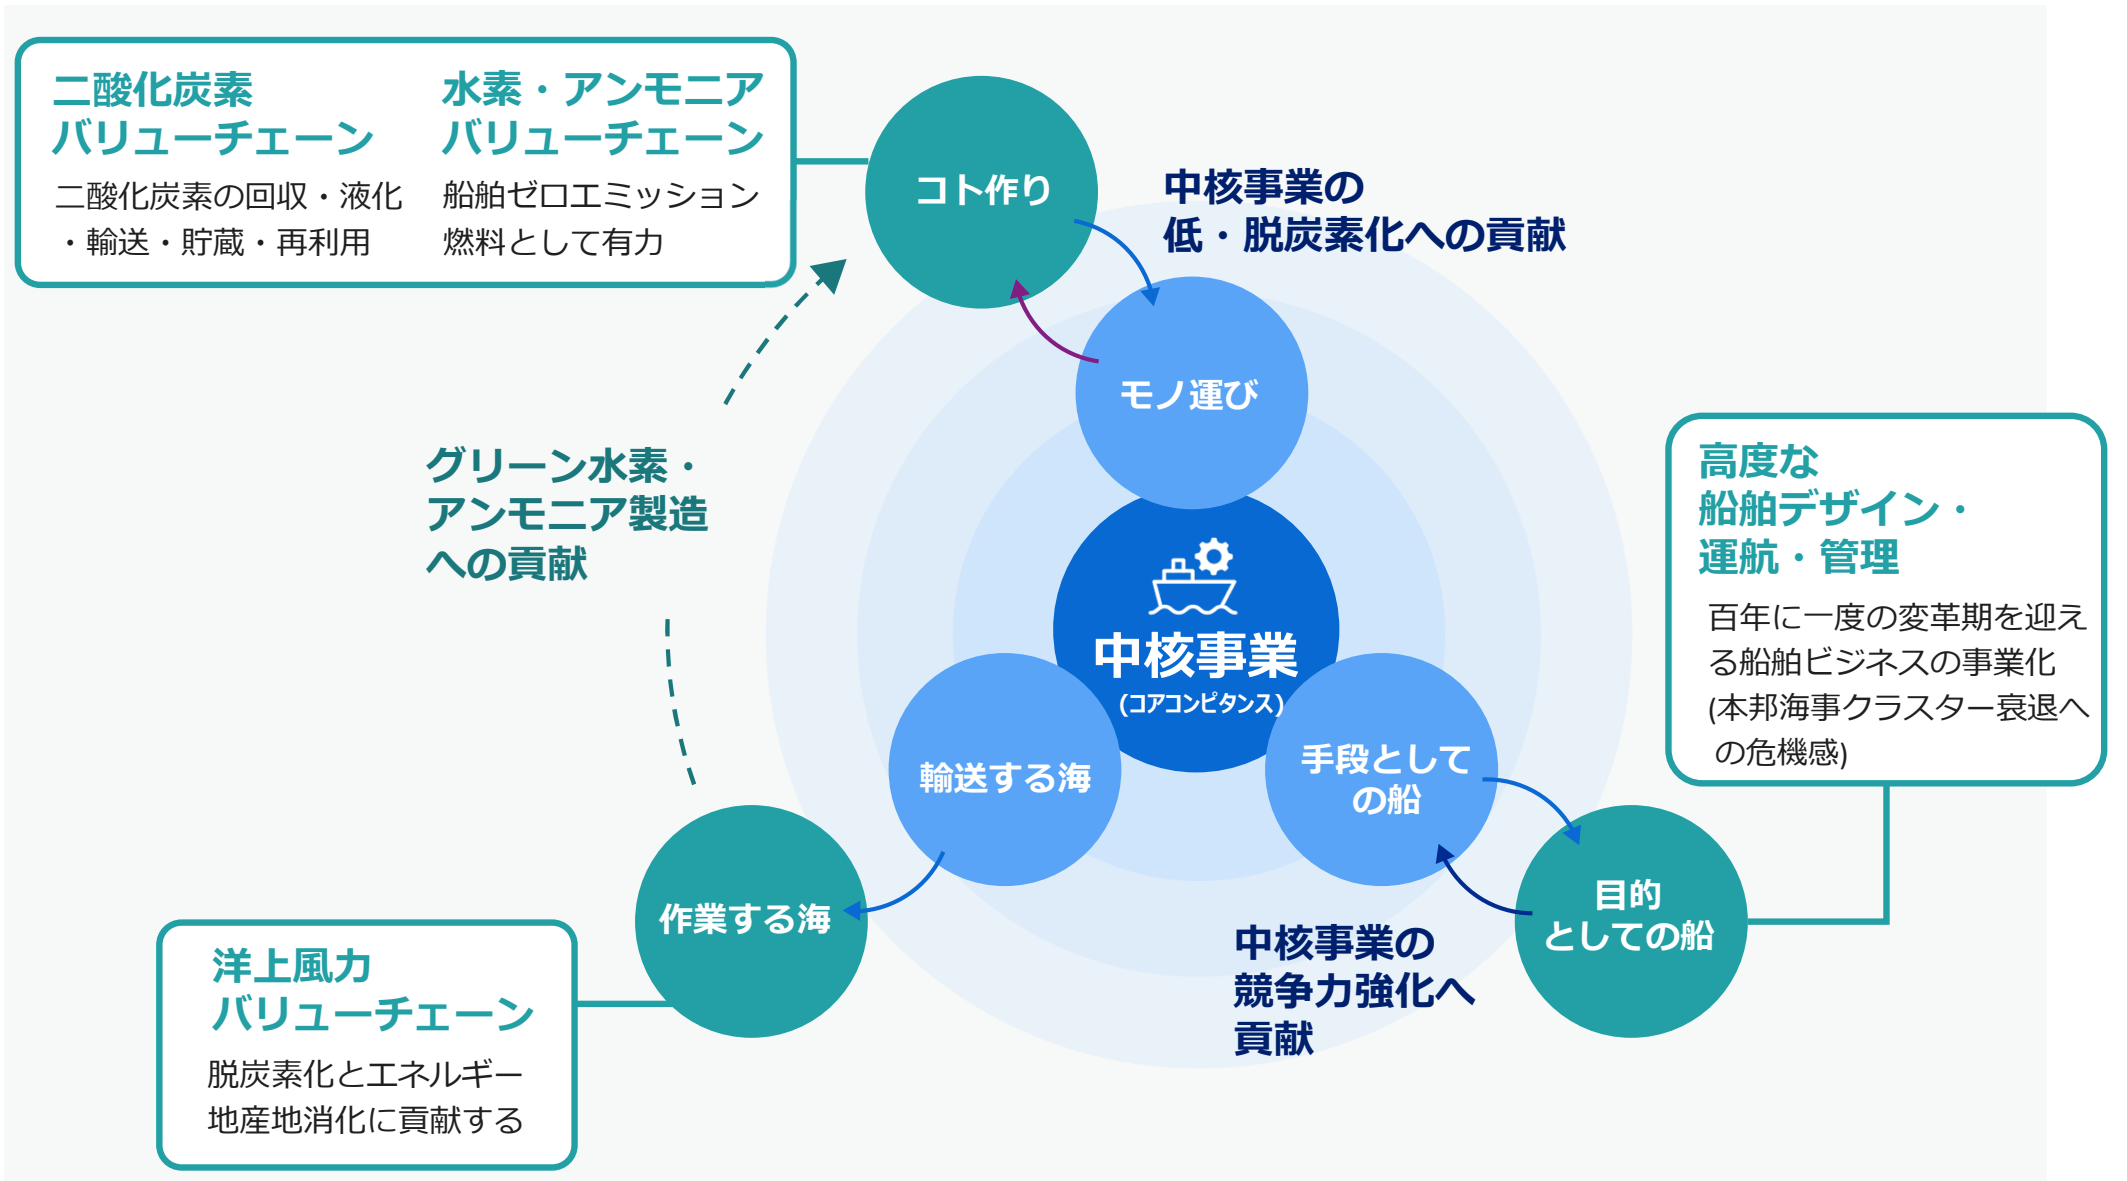 二酸化炭素
バリューチェーン
二酸化炭素の回収・液化
・輸送・貯蔵・再利用
水素・アンモニア
バリューチェーン
船舶ゼロエミッション
燃料として有力
コト作り
中核事業の
低・脱炭素化への貢献
モノ運び
グリーン水素・
アンモニア製造
への貢献
高度な
船舶デザイン・
運航・管理
百年に一度の変革期を迎え
る船舶ビジネスの事業化
(本邦海事クラスター衰退へ
の危機感)
中核事業
(コアコンピタンス)
輸送する海
手段として
の船
作業する海
目的
としての船
中核事業の
競争力強化へ
貢献
洋上風力
バリューチェーン
脱炭素化とエネルギー
地産地消化に貢献する